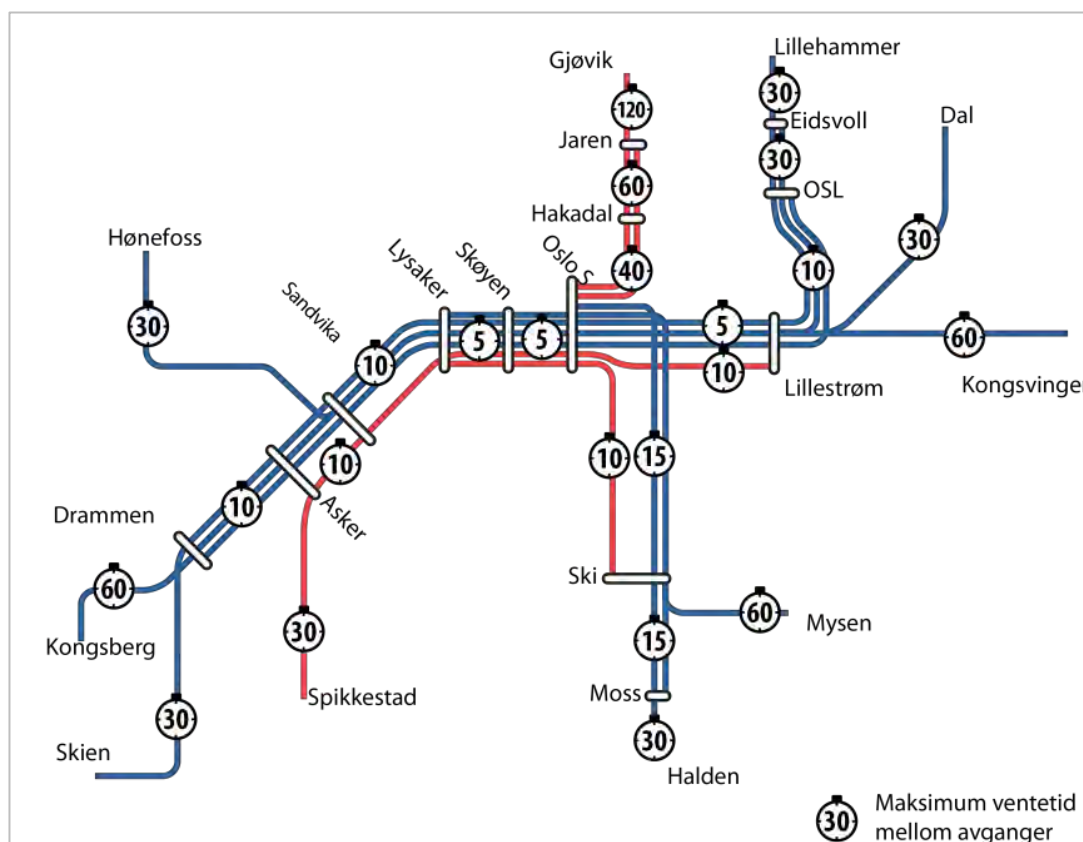 Lillehammer
Gjøvik
30
120
Eidsvoll
Dal
Jaren
30
60
OSL
Hakadal
Hønefoss
Lysaker
Skøyen
Oslo S
40
10
30
Sandvika
30
10
5
5
5
60
10
Lillestrøm
Kongsvinger
10
10
15
Drammen
10
Asker
Ski
60
60
Mysen
Kongsberg
30
15
Spikkestad
Moss
30
30
Skien
Halden
30
Maksimum ventetid
mellom avganger